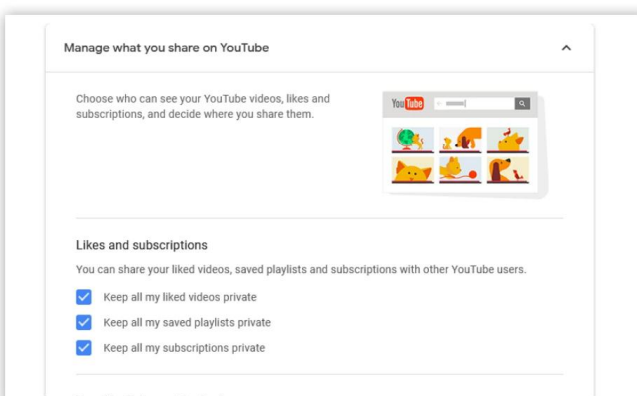 Manage what you share on YouTube
Choose who can see your YouTube videos, likes and
subscriptions, and decide where you share them.
YouTube
Likes and subscriptions
You can share your liked videos, saved playlists and subscriptions with other YouTube users.
Keep all my liked videos private
Keep all my saved playlists private
Keep all my subscriptions private